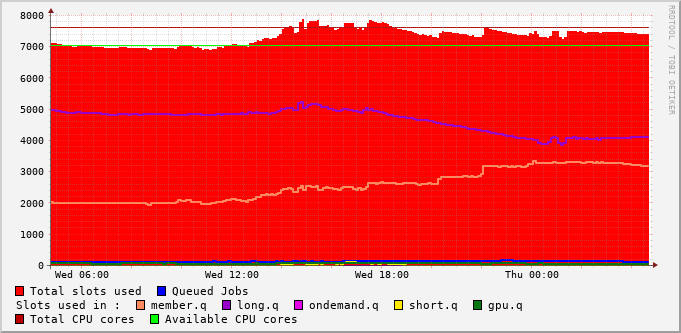 8000
7000
6000
5000
4000
3000
2000
1000
0
Wed 06:00 Wed 12:00 Wed 18:00 Thu 00:00
RRDTOOL / TOBI OETIKER
Total slots used Queued Jobs
Slots used in : member.q long.q ondemand.q short.q gpu.q
Total CPU cores Available CPU cores